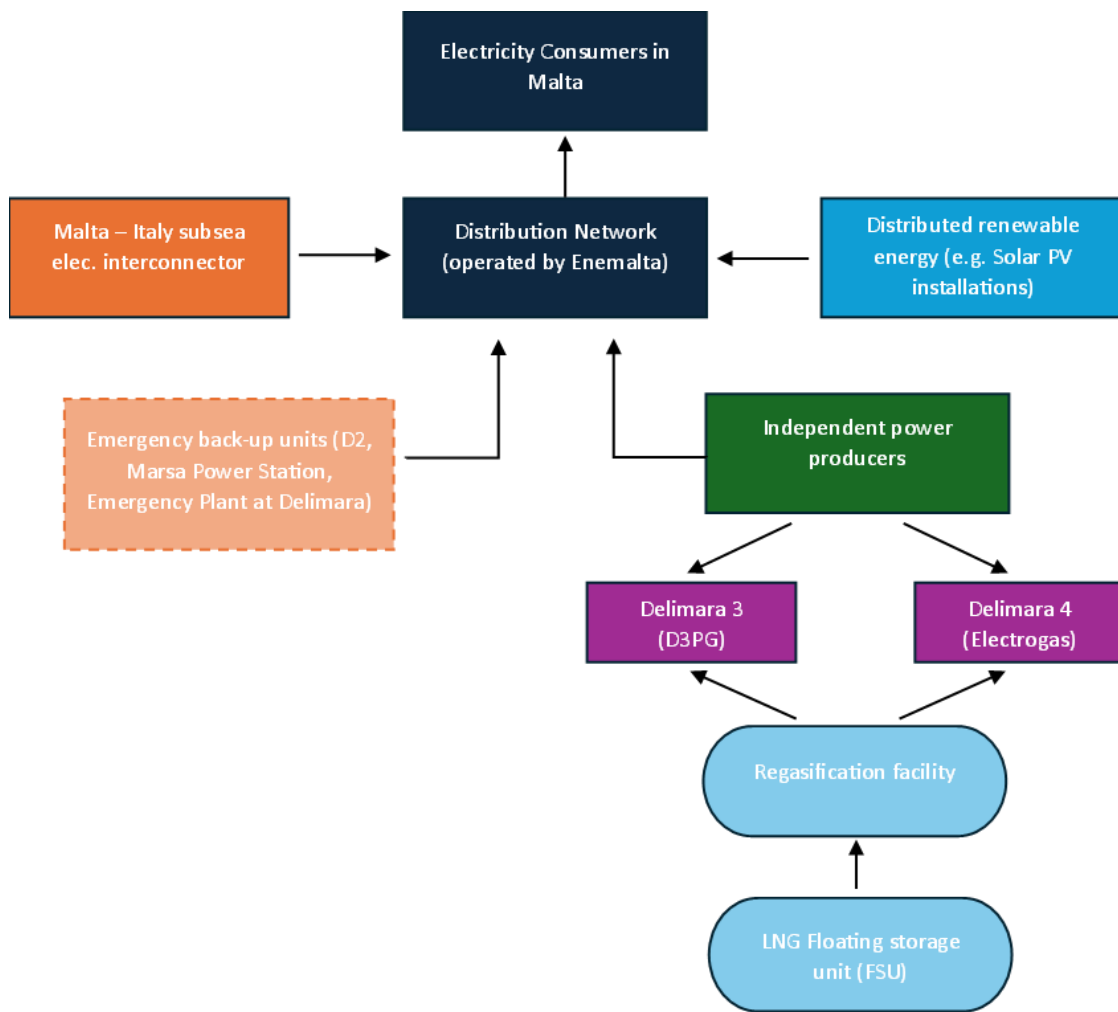 Electricity Consumers in
Malta
Malta – Italy subsea
elec. interconnector
Distribution Network
(operated by Enemalta)
Distributed renewable
energy (e.g. Solar PV
installations)
Emergency back-up units (D2,
Marsa Power Station,
Emergency Plant at Delimara)
Independent power
producers
Delimara 3
(D3PG)
Delimara 4
(Electrogas)
Regasification facility
LNG Floating storage
unit (FSU)